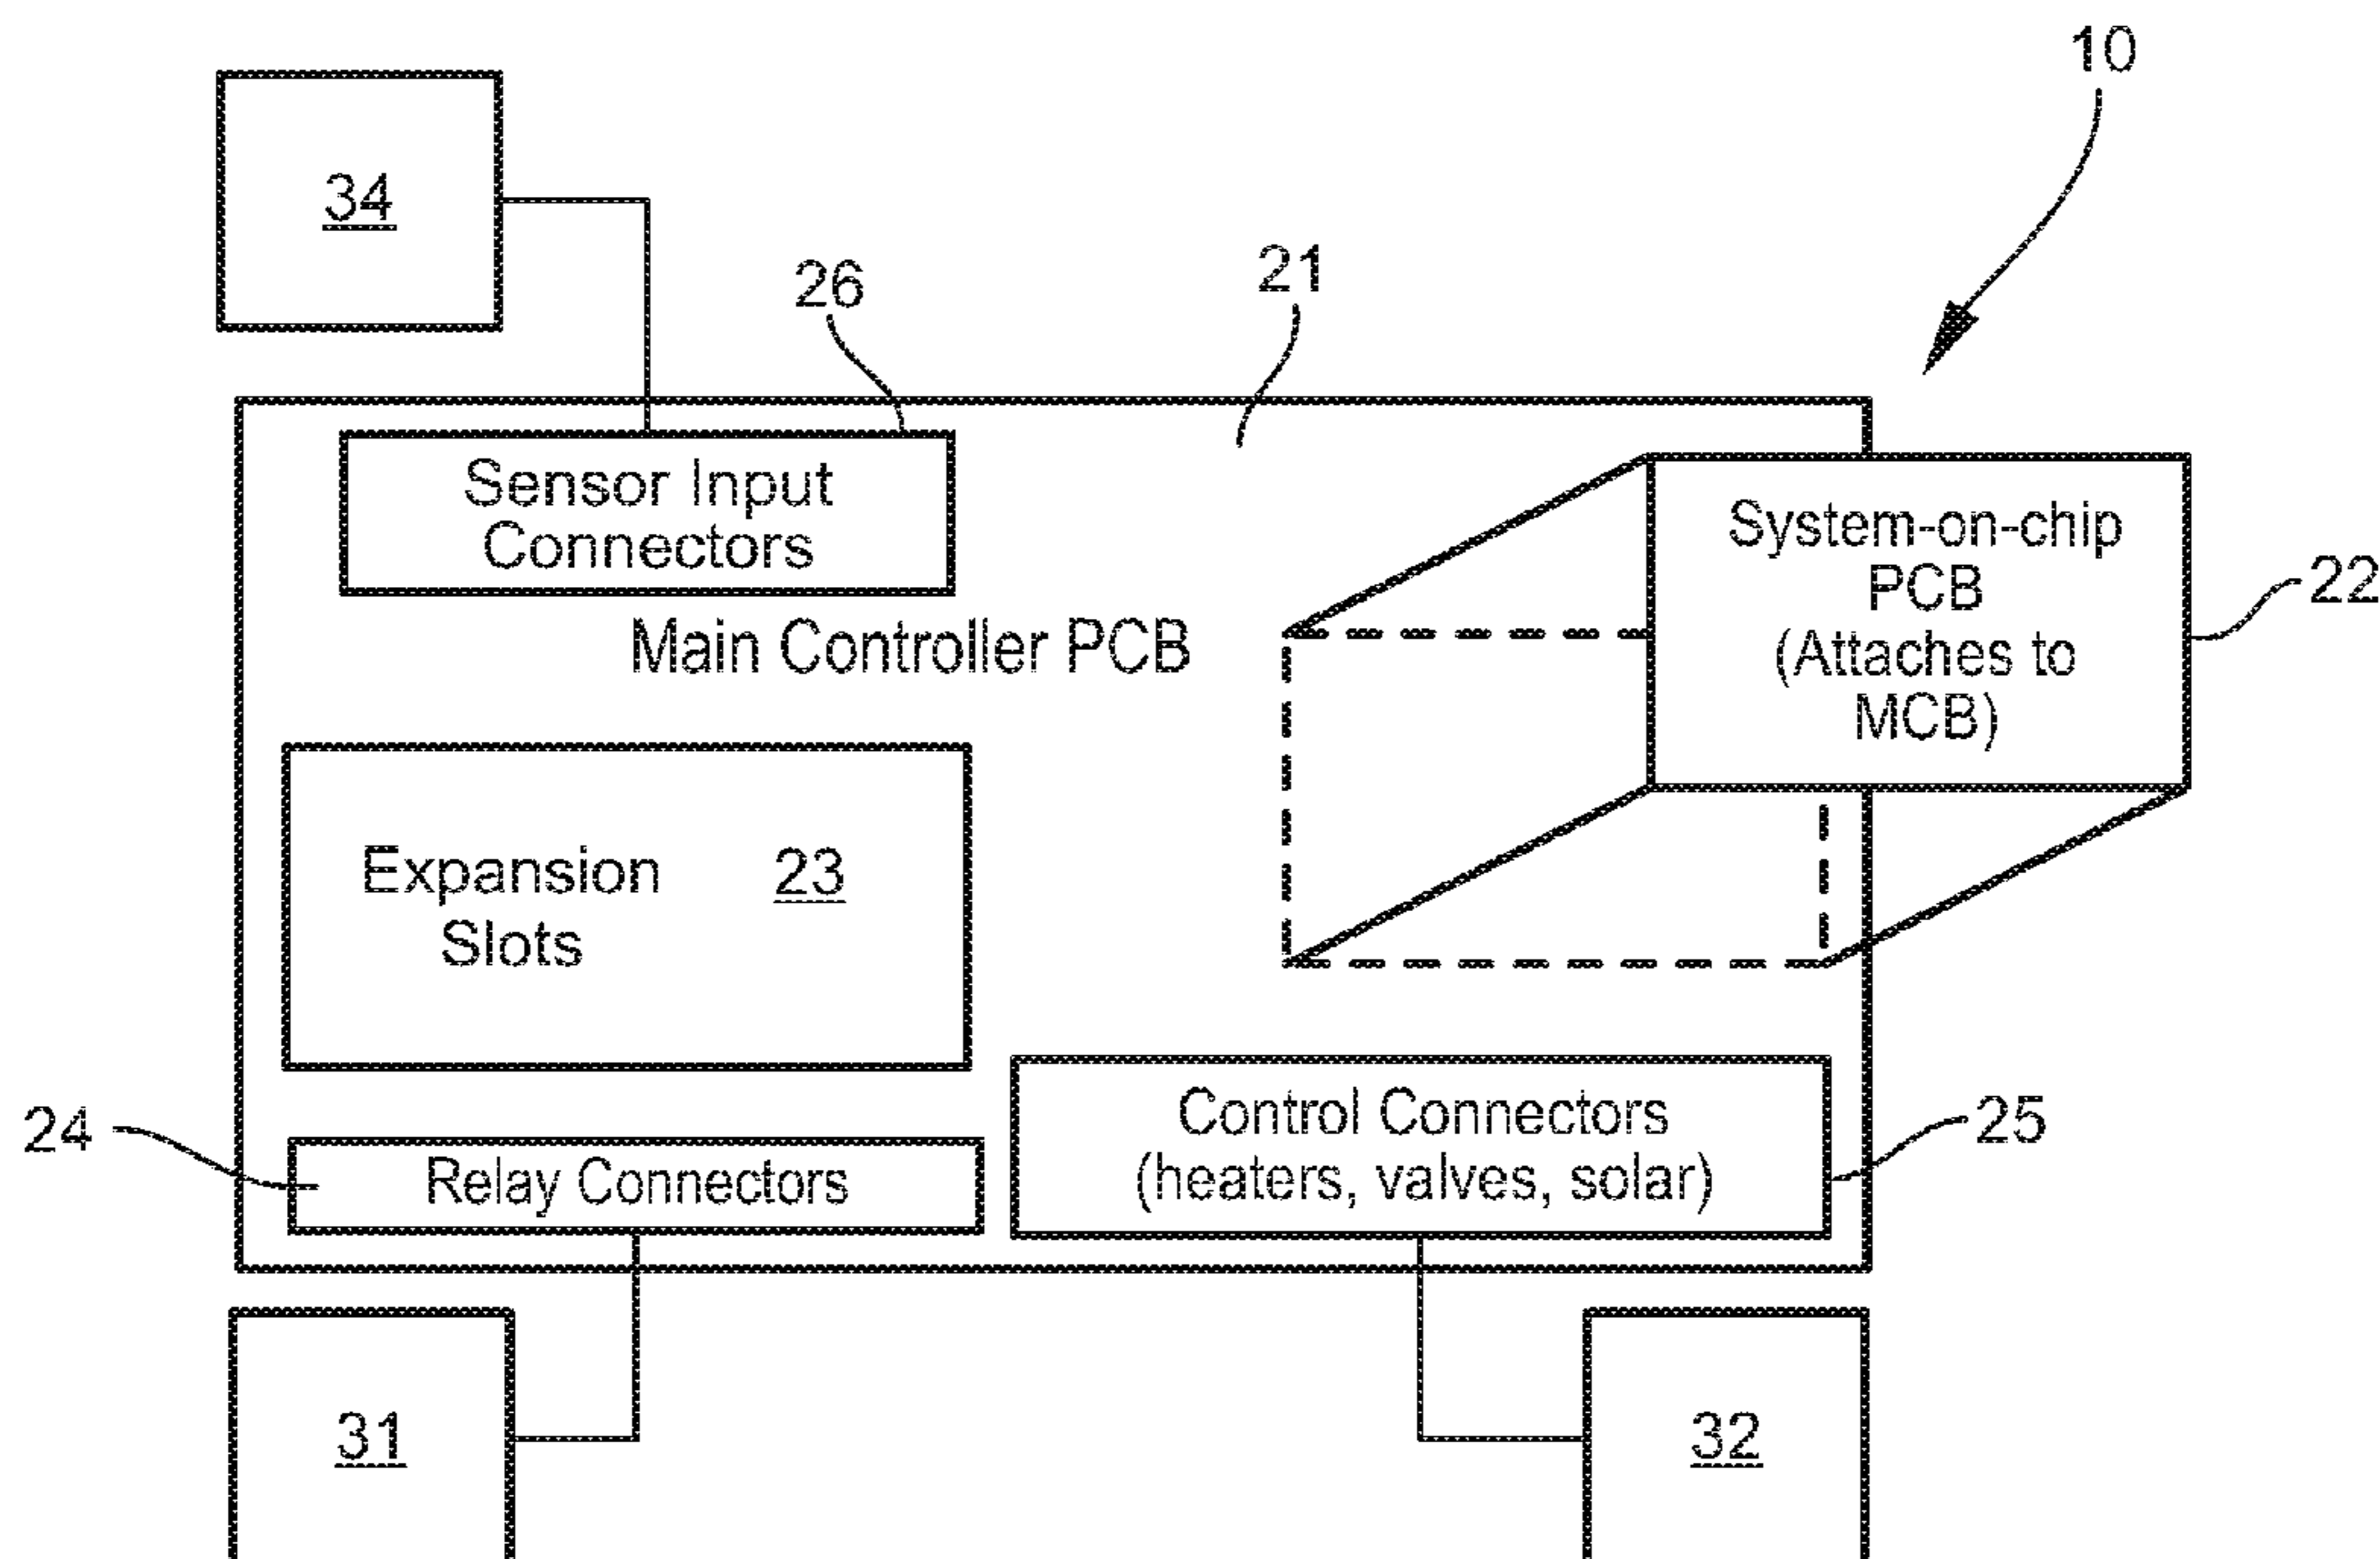 10
34
21
26
Sensor Input
Connectors
System-on-chip
PCB
(Attaches to
MCB)
22
Main Controller PCB
Expansion 23
Slots
24
Relay Connectors
Control Connectors
(heaters, valves, solar)
25
31
32